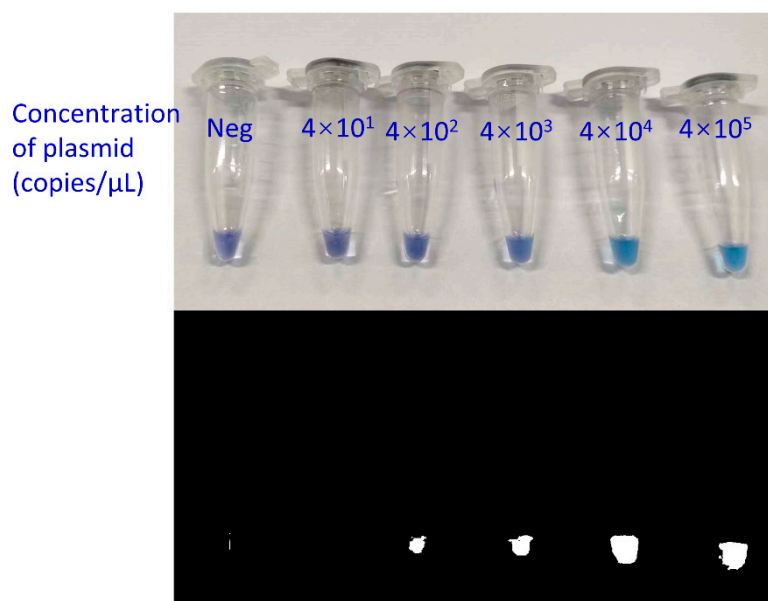 Concentration
of plasmid
(copies/μL)
Neg 4×10¹ 4×10² 4×10³ 4×10⁴ 4×10⁵